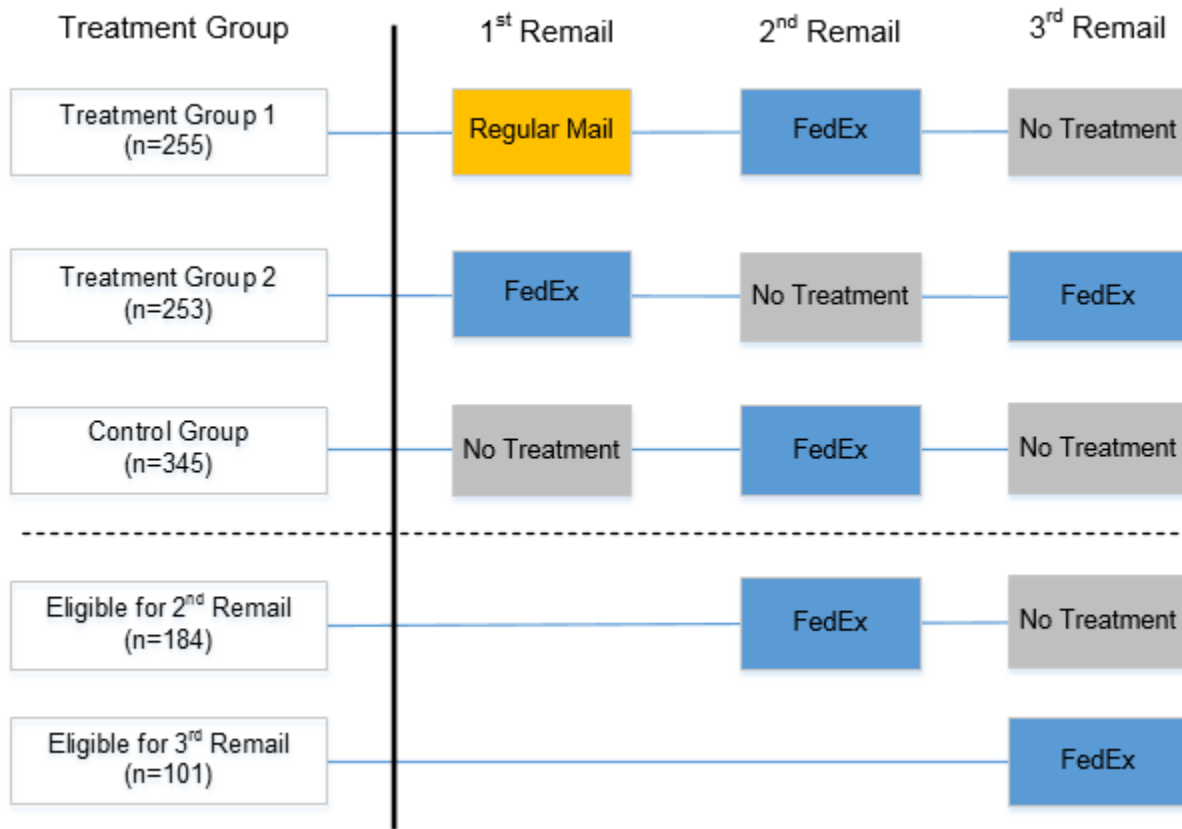 Treatment Group
1st Remail
2nd Remail
3rd Remail
Treatment Group 1
(n=255)
Regular Mail
FedEx
No Treatment
Treatment Group 2
(n=253)
FedEx
No Treatment
FedEx
Control Group
(n=345)
No Treatment
FedEx
No Treatment
Eligible for 2nd Remail
(n=184)
FedEx
No Treatment
Eligible for 3rd Remail
(n=101)
FedEx